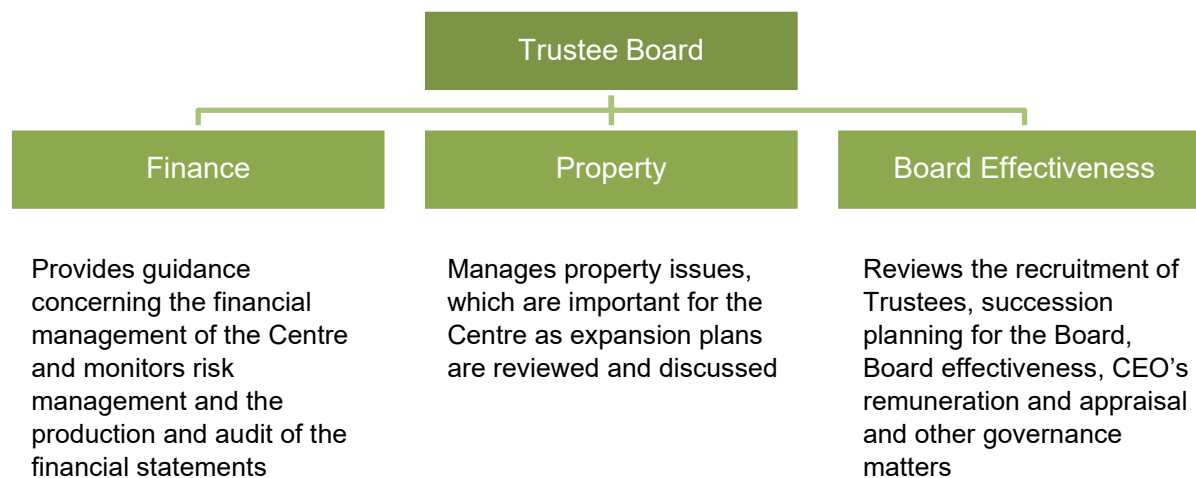 Trustee Board
Finance
Property
Board Effectiveness
Provides guidance
concerning the financial
management of the Centre
and monitors risk
management and the
production and audit of the
financial statements
Manages property issues,
which are important for the
Centre as expansion plans
are reviewed and discussed
Reviews the recruitment of
Trustees, succession
planning for the Board,
Board effectiveness, CEO’s
remuneration and appraisal
and other governance
matters